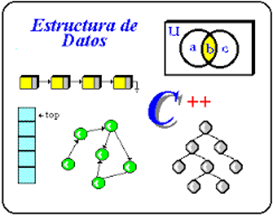 Estructura de
Datos
U
a b c
top
C ++